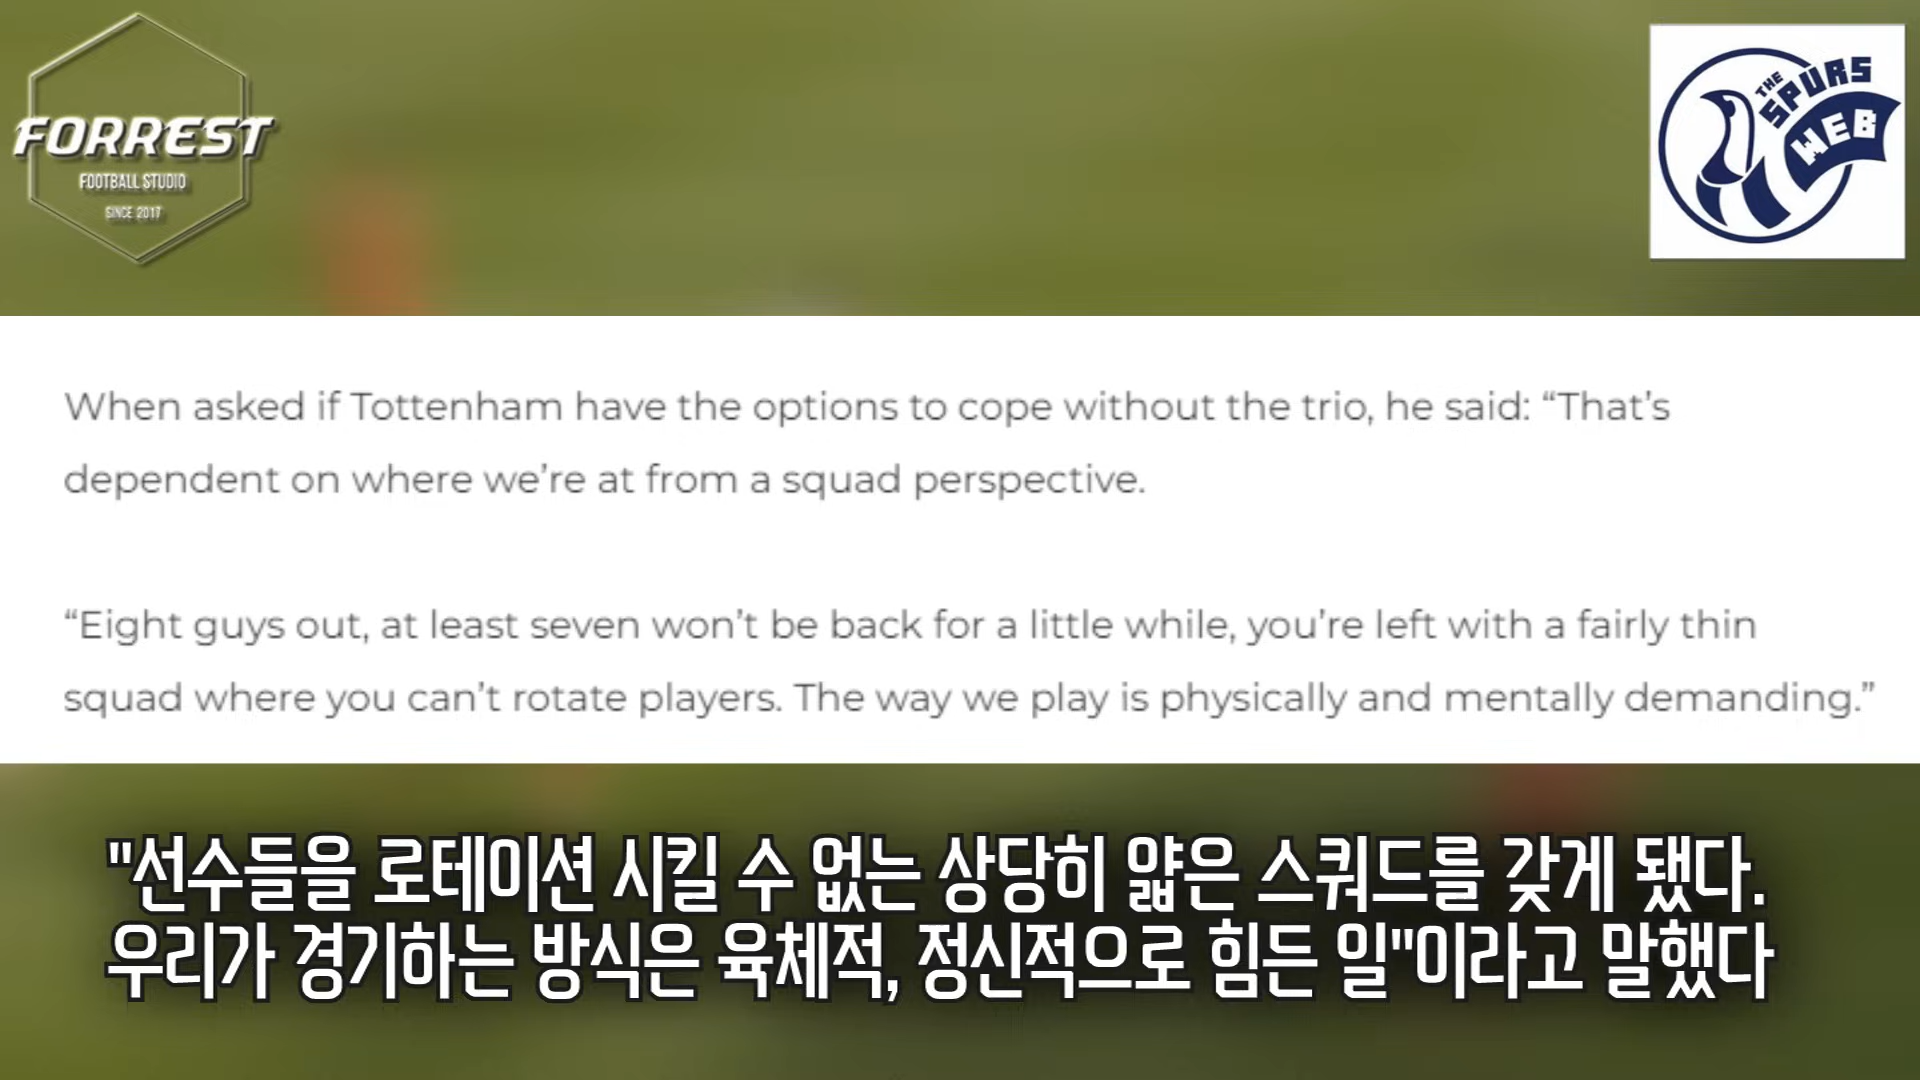 FORREST
FOOTBALL STUDIO
SINCE 2017
THE
SPURS
WEB
When asked if Tottenham have the options to cope without the trio, he said: “That’s
dependent on where we’re at from a squad perspective.
“Eight guys out, at least seven won’t be back for a little while, you’re left with a fairly thin
squad where you can’t rotate players. The way we play is physically and mentally demanding.”
"선수들을 로테이션 시킬 수 없는 상당히 얇은 스쿼드를 갖게 됐다.
우리가 경기하는 방식은 육체적, 정신적으로 힘든 일"이라고 말했다